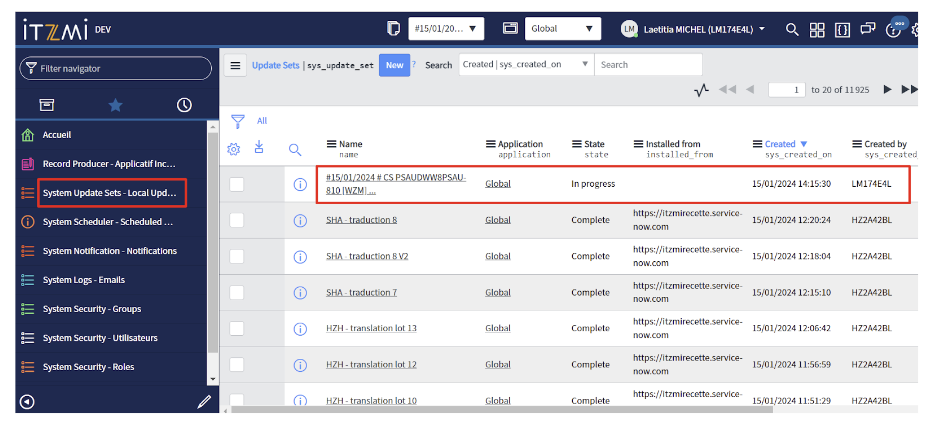 iTZMi DEV
#15/01/20... ▼
Global ▼
LM Laetitia MICHEL (LM174E4L)
Filter navigator
Accueil
Record Producer - Applicatif Inc...
System Update Sets - Local Upd...
System Scheduler - Scheduled ...
System Notification - Notifications
System Logs - Emails
System Security - Groups
System Security - Utilisateurs
System Security - Roles
Update Sets | sys_update_set New ? Search Created | sys_created_on ▼ Search
1 to 20 of 11 925
All
Name Application State Installed from Created ▼ Created by
name application state installed_from sys_created_on sys_created
#15/01/2024 # CS PSAUDWW8PSAU-
810 [WZM] ... Global In progress 15/01/2024 14:15:30 LM174E4L
SHA - traduction 8 Global Complete https://itzmirecette.service-
now.com 15/01/2024 12:20:24 HZ2A42BL
SHA - traduction 8 V2 Global Complete https://itzmirecette.service-
now.com 15/01/2024 12:18:04 HZ2A42BL
SHA - traduction 7 Global Complete https://itzmirecette.service-
now.com 15/01/2024 12:15:10 HZ2A42BL
HZH - translation lot 13 Global Complete https://itzmirecette.service-
now.com 15/01/2024 12:06:42 HZ2A42BL
HZH - translation lot 12 Global Complete https://itzmirecette.service-
now.com 15/01/2024 11:56:59 HZ2A42BL
HZH - translation lot 10 Global Complete https://itzmirecette.service-
15/01/2024 11:51:29 HZ2A42BL